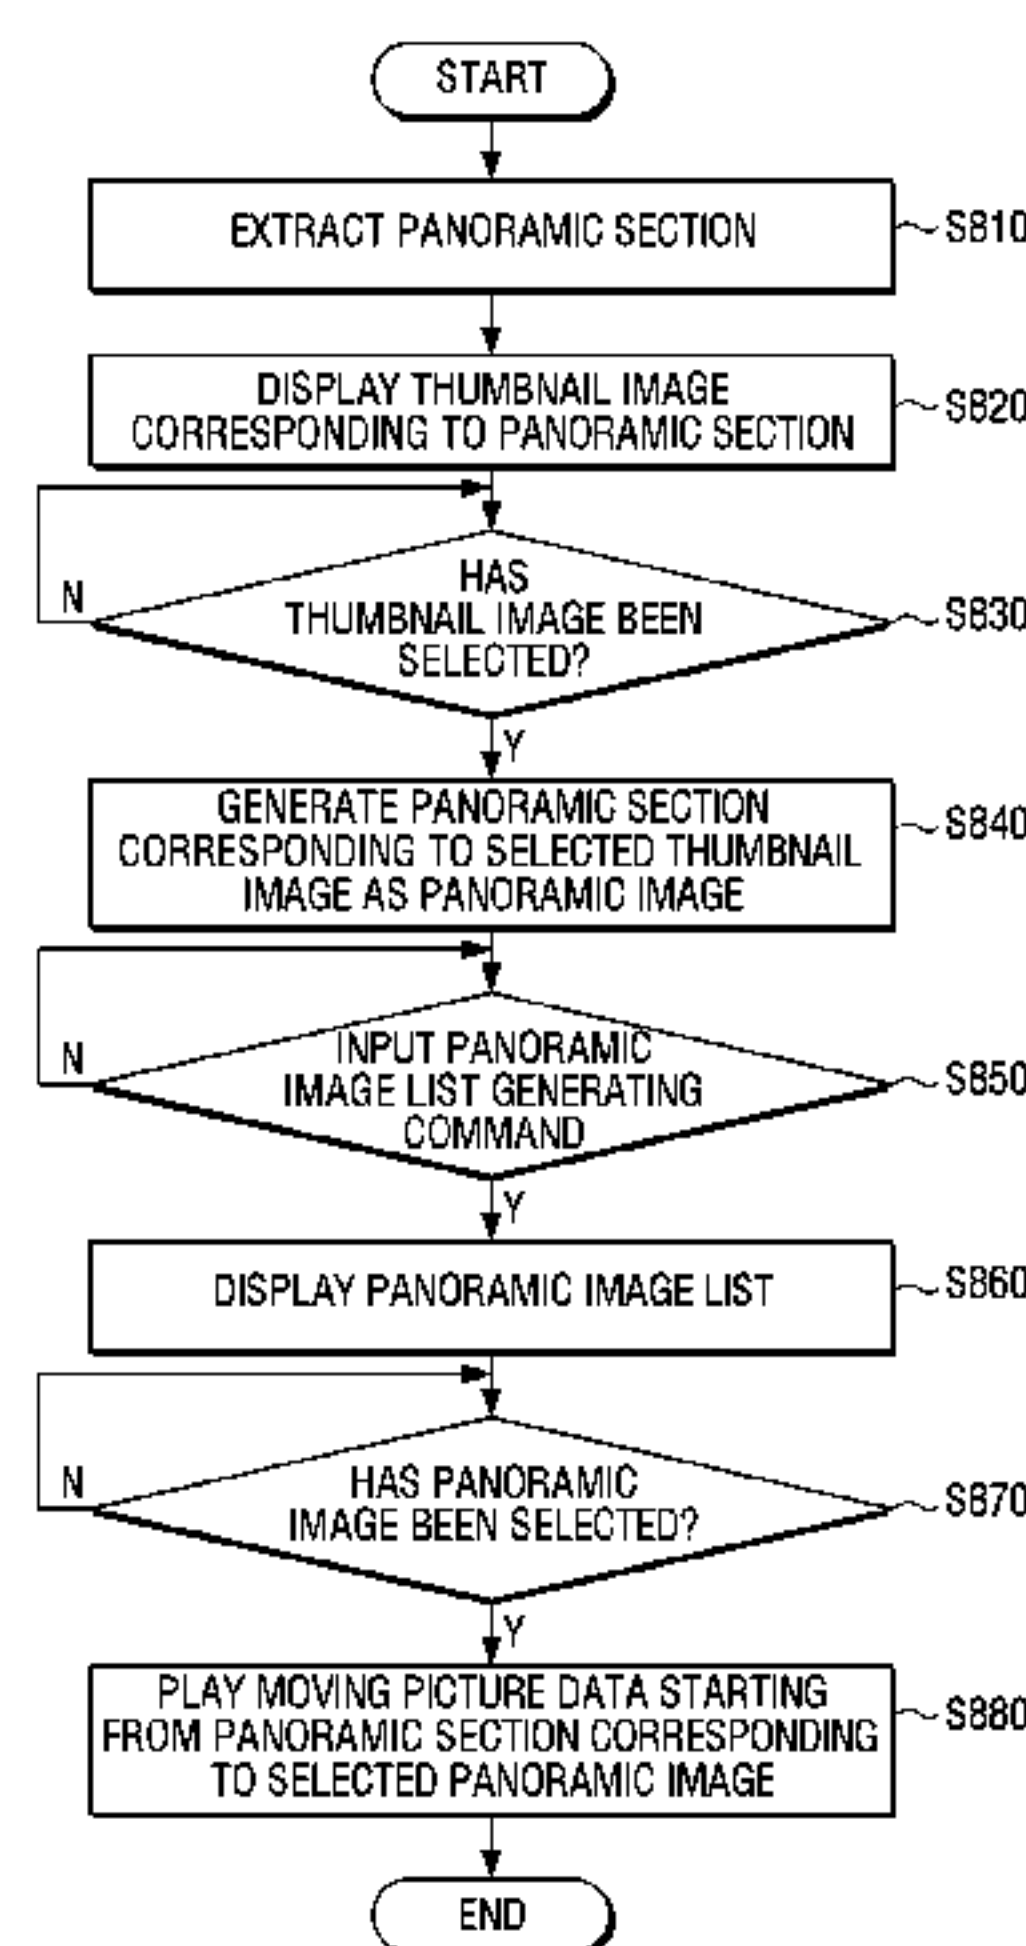 START
EXTRACT PANORAMIC SECTION
S810
DISPLAY THUMBNAIL IMAGE
CORRESPONDING TO PANORAMIC SECTION
S820
HAS
THUMBNAIL IMAGE BEEN
SELECTED?
S830
N
Y
GENERATE PANORAMIC SECTION
CORRESPONDING TO SELECTED THUMBNAIL
IMAGE AS PANORAMIC IMAGE
S840
INPUT PANORAMIC
IMAGE LIST GENERATING
COMMAND
S850
N
Y
DISPLAY PANORAMIC IMAGE LIST
S860
HAS PANORAMIC
IMAGE BEEN SELECTED?
S870
N
Y
PLAY MOVING PICTURE DATA STARTING
FROM PANORAMIC SECTION CORRESPONDING
TO SELECTED PANORAMIC IMAGE
S880
END